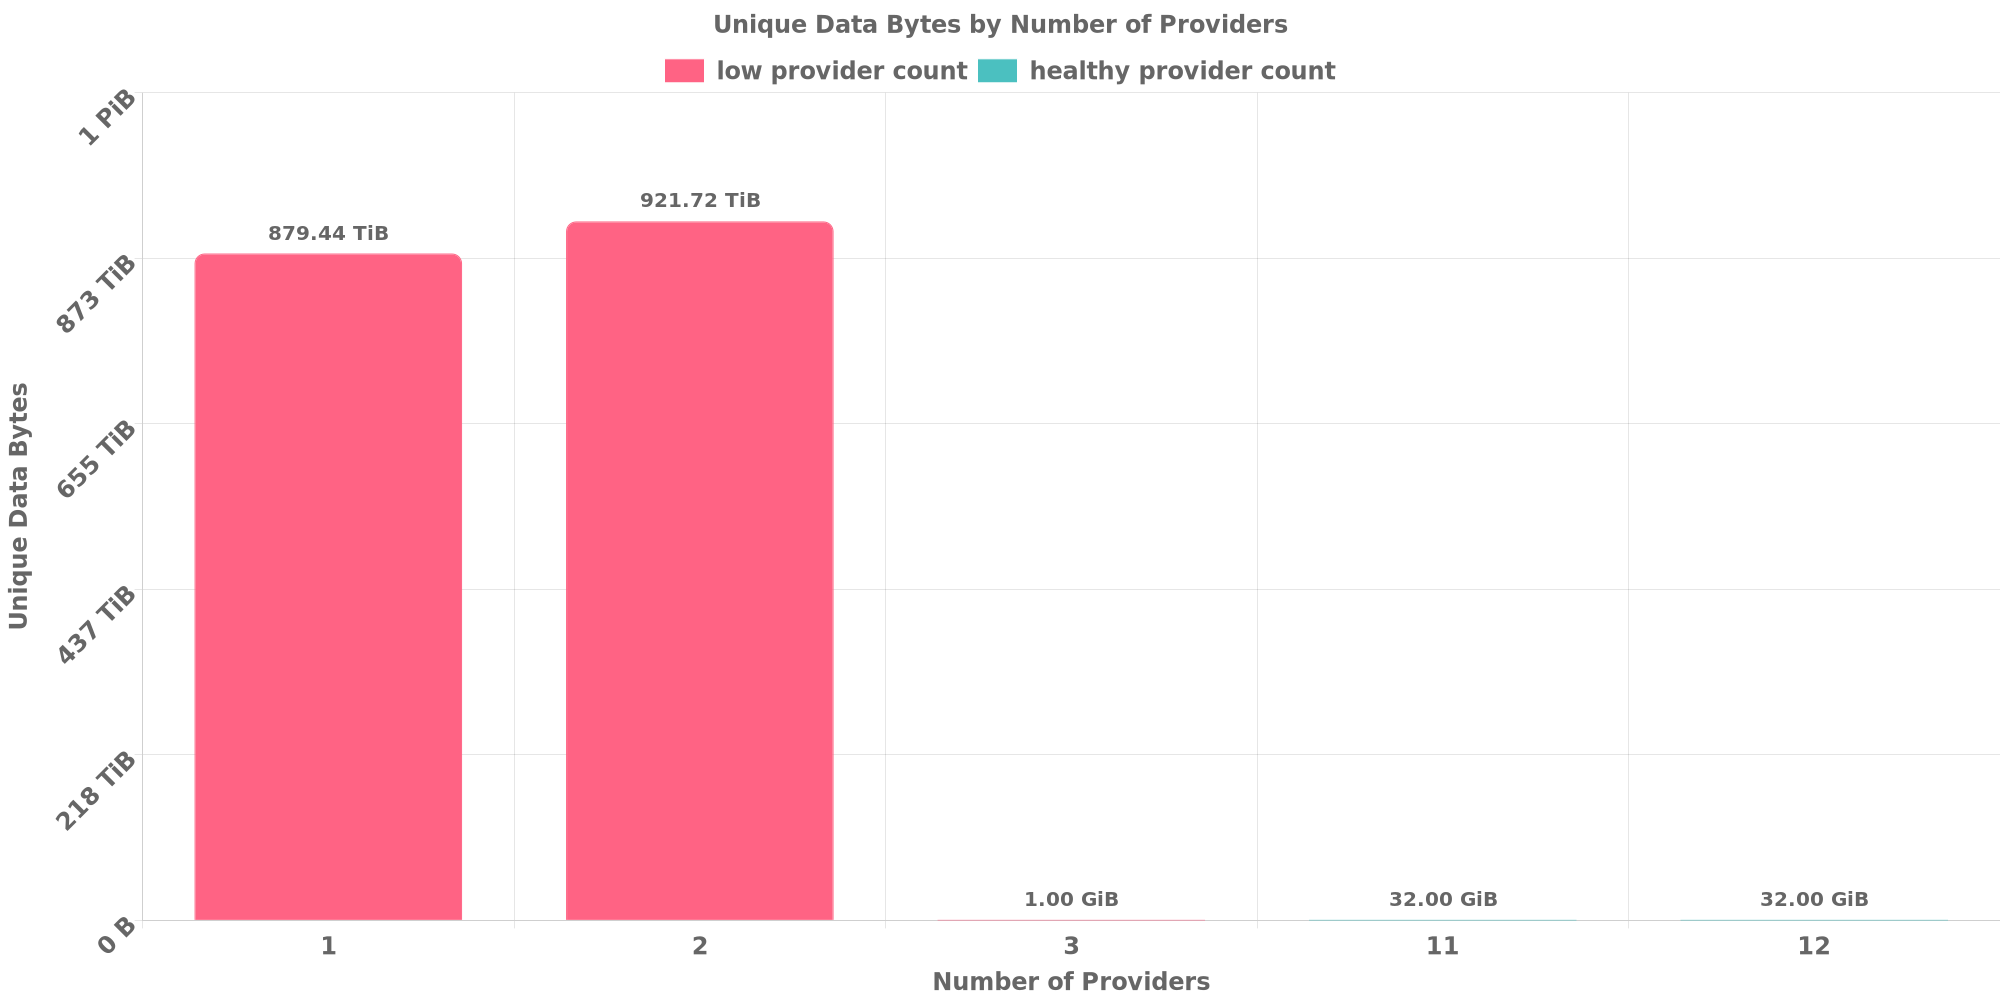 Unique Data Bytes by Number of Providers
low provider count healthy provider count
1 PiB
873 TiB
655 TiB
437 TiB
218 TiB
0 B
Unique Data Bytes
879.44 TiB
921.72 TiB
1.00 GiB
32.00 GiB
32.00 GiB
1 2 3 11 12
Number of Providers